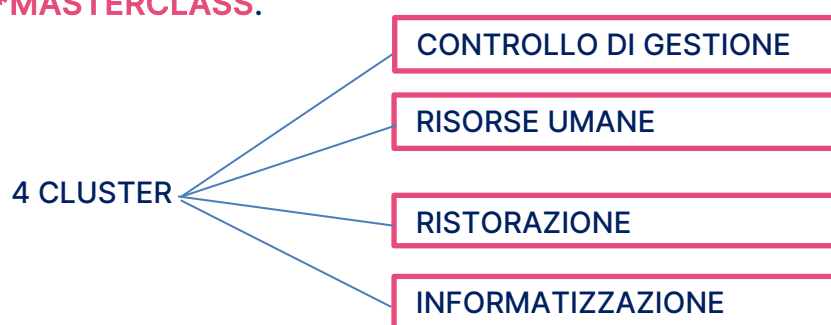 *MASTERCLASS.
CONTROLLO DI GESTIONE
RISORSE UMANE
4 CLUSTER
RISTORAZIONE
INFORMATIZZAZIONE